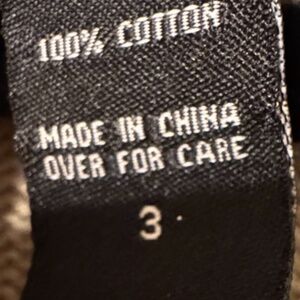 100% COTTON
MADE IN CHINA
OVER FOR CARE
3